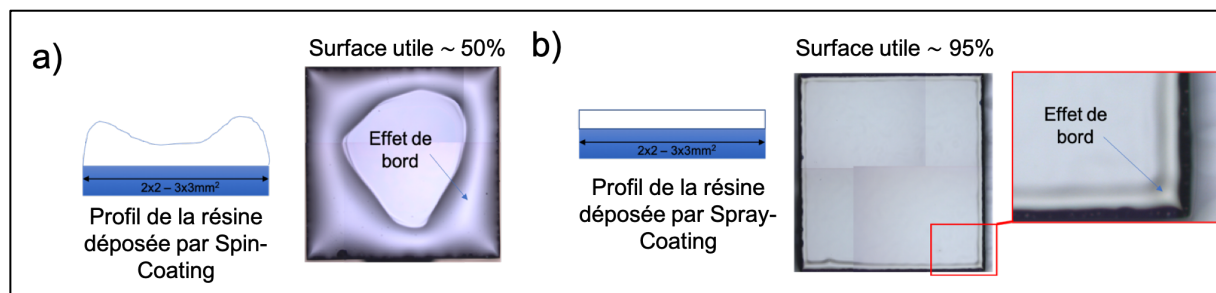 a)
Surface utile ~ 50%
Effet de
bord
2x2 – 3x3mm²
Profil de la résine
déposée par Spin-
Coating
b)
Surface utile ~ 95%
2x2 – 3x3mm²
Profil de la résine
déposée par Spray-
Coating
Effet de
bord